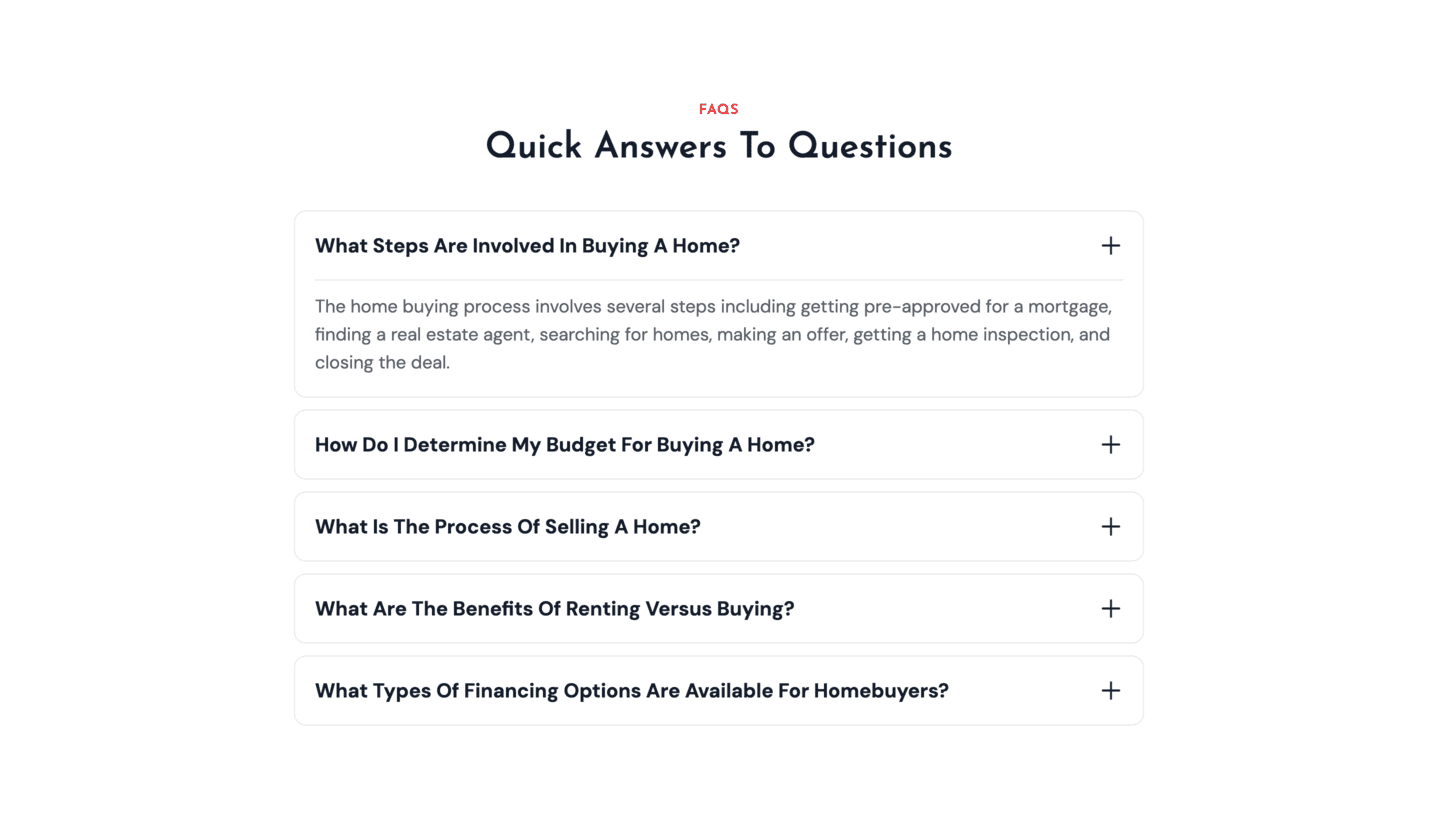 FAQS
Quick Answers To Questions
What Steps Are Involved In Buying A Home?
The home buying process involves several steps including getting pre-approved for a mortgage,
finding a real estate agent, searching for homes, making an offer, getting a home inspection, and
closing the deal.
How Do I Determine My Budget For Buying A Home?
What Is The Process Of Selling A Home?
What Are The Benefits Of Renting Versus Buying?
What Types Of Financing Options Are Available For Homebuyers?